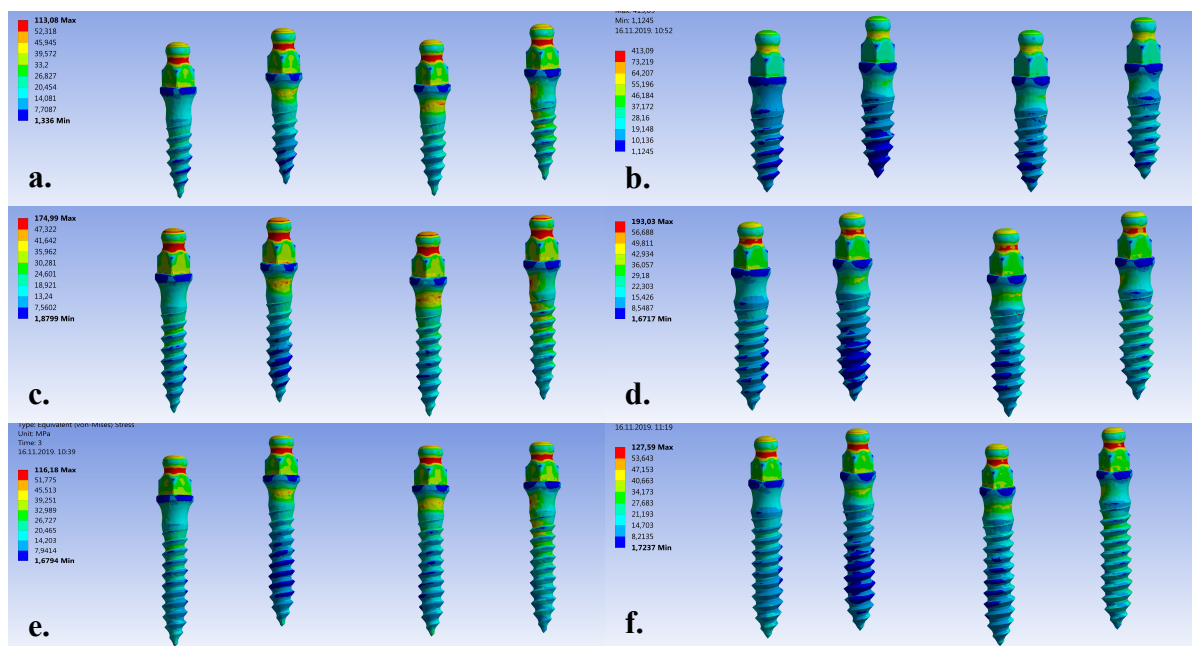 113,08 Max
52,318
45,945
39,572
33,2
26,827
20,454
14,081
7,7087
1,336 Min
a.
Min: 1,1245
16.11.2019. 10:52
413,09
73,219
64,207
55,196
46,184
37,172
28,16
19,148
10,136
1,1245
b.
174,99 Max
47,322
41,642
35,962
30,281
24,601
18,921
13,24
7,5602
1,8799 Min
c.
193,03 Max
56,688
49,811
42,934
36,057
29,18
22,303
15,426
8,5487
1,6717 Min
d.
Type: Equivalent (von-Mises) Stress
Unit: MPa
Time: 3
16.11.2019. 10:39
116,18 Max
51,775
45,513
39,251
32,989
26,727
20,465
14,203
7,9414
1,6794 Min
e.
16.11.2019. 11:19
127,59 Max
53,643
47,153
40,663
34,173
27,683
21,193
14,703
8,2135
1,7237 Min
f.